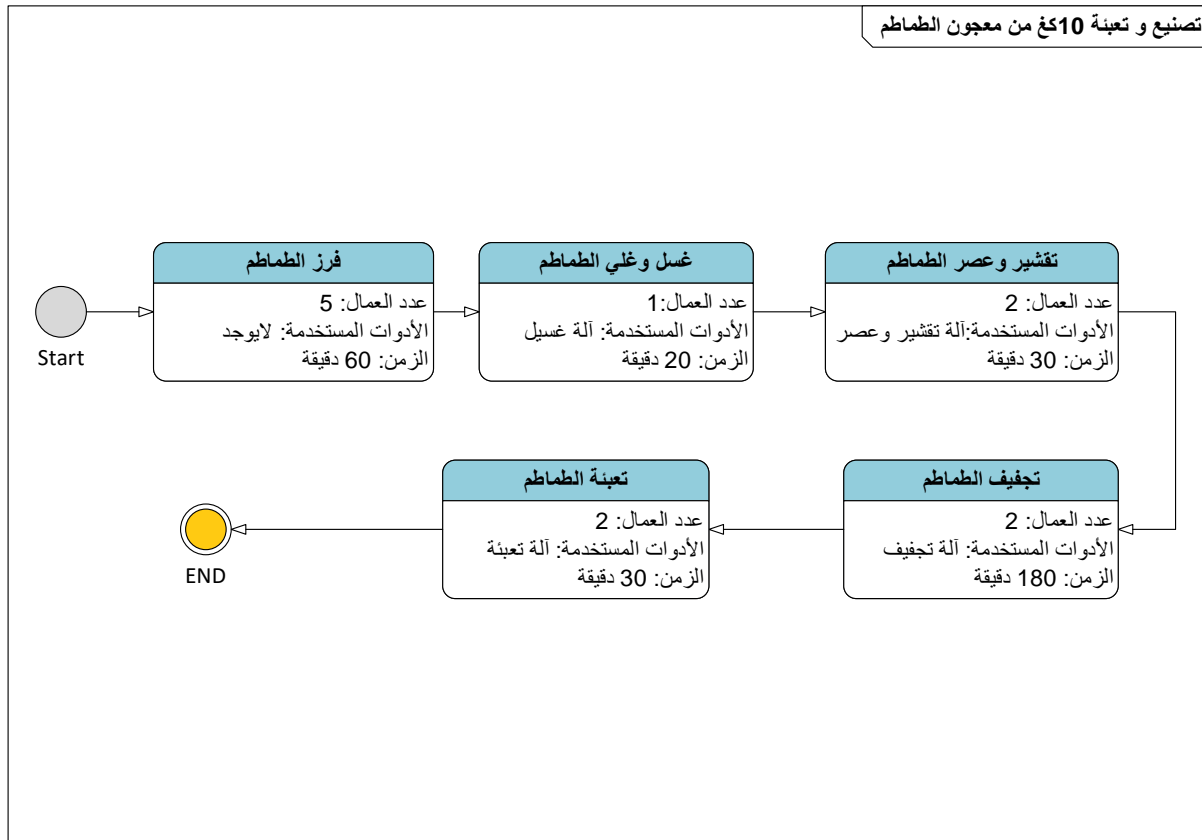 تصنيع و تعبئة 10كغ من معجون الطماطم
Start
فرز الطماطم
عدد العمال: 5
الأدوات المستخدمة: لايوجد
الزمن: 60 دقيقة
غسل وغلي الطماطم
عدد العمال:1
الأدوات المستخدمة: آلة غسيل
الزمن: 20 دقيقة
تقشير وعصر الطماطم
عدد العمال: 2
الأدوات المستخدمة:آلة تقشير وعصر
الزمن: 30 دقيقة
تجفيف الطماطم
عدد العمال: 2
الأدوات المستخدمة: آلة تجفيف
الزمن: 180 دقيقة
تعبئة الطماطم
عدد العمال: 2
الأدوات المستخدمة: آلة تعبئة
الزمن: 30 دقيقة
END